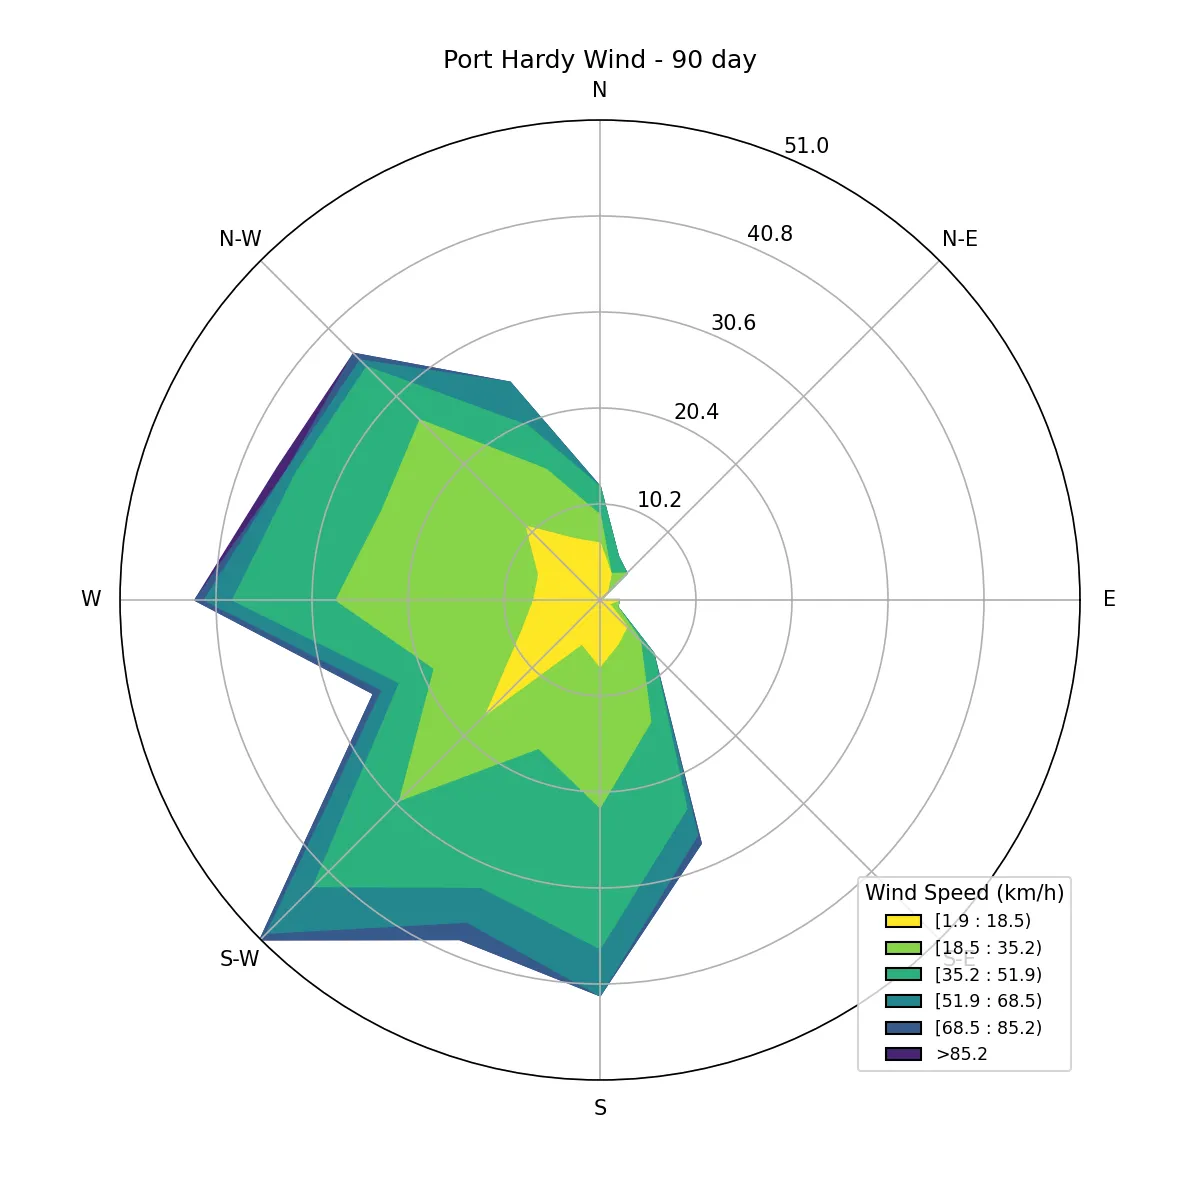 Port Hardy Wind - 90 day
N
51.0
40.8
N-W
N-E
30.6
20.4
10.2
W
E
S-W
S-E
S
Wind Speed (km/h)
[1.9 : 18.5)
[18.5 : 35.2)
[35.2 : 51.9)
[51.9 : 68.5)
[68.5 : 85.2)
>85.2